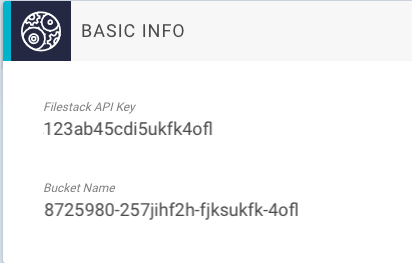 BASIC INFO
Filestack API Key
123ab45cdi5ukfk4ofl
Bucket Name
8725980-257jihf2h-fjksukfk-4ofl